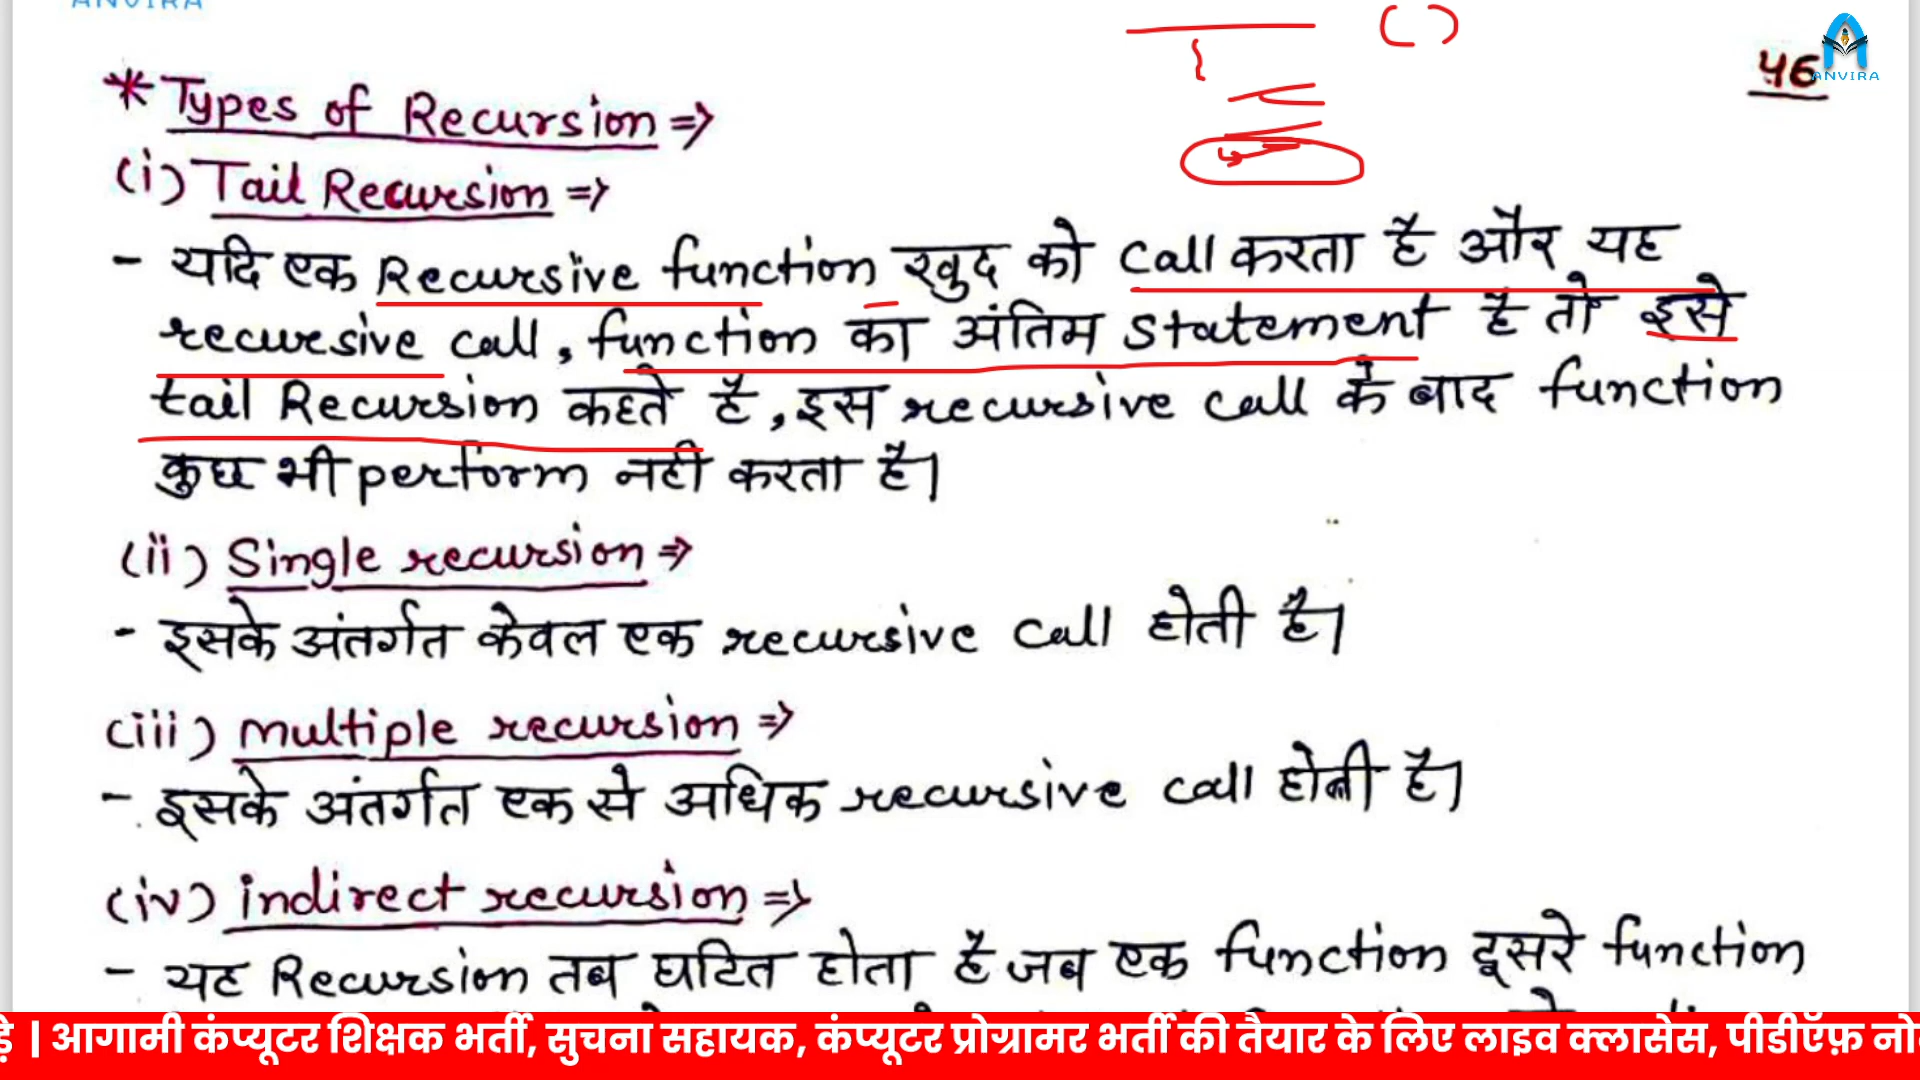 ANVIRA
46
ANVIRA
* Types of Recursion =>
(i) Tail Recursion =>
- यदि एक Recursive function खुद को call करता है और यह
recursive call, function का अंतिम statement है तो इसे
tail Recursion कहते है, इस recursive call के बाद function
कुछ भी perform नही करता है।
(ii) Single recursion =>
- इसके अंतर्गत केवल एक recursive call होती है।
(iii) multiple recursion =>
- इसके अंतर्गत एक से अधिक recursive call होती है।
(iv) indirect recursion =>
- यह Recursion तब घटित होता है जब एक function दूसरे function
| आगामी कंप्यूटर शिक्षक भर्ती, सुचना सहायक, कंप्यूटर प्रोग्रामर भर्ती की तैयार के लिए लाइव क्लासेस, पीडीऍफ़